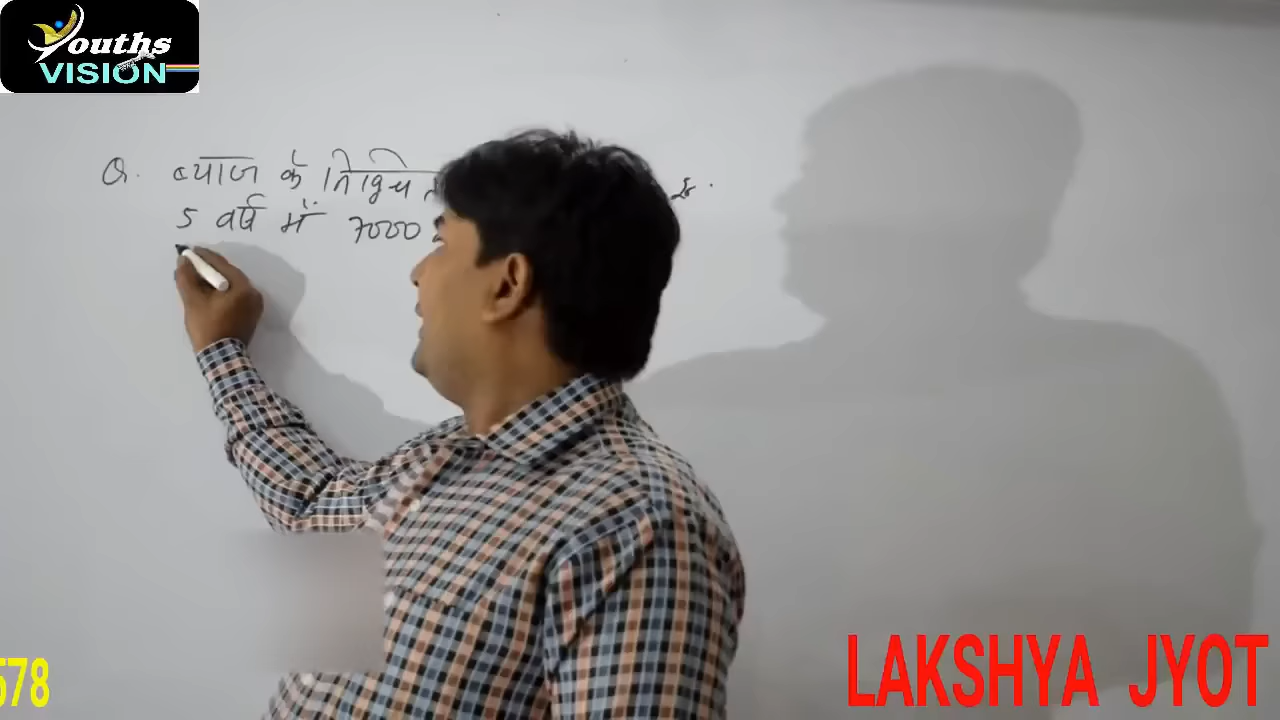 Youths
VISION
Q. ब्याज के निश्चित
5 वर्ष में 7000
578
LAKSHYA JYOT